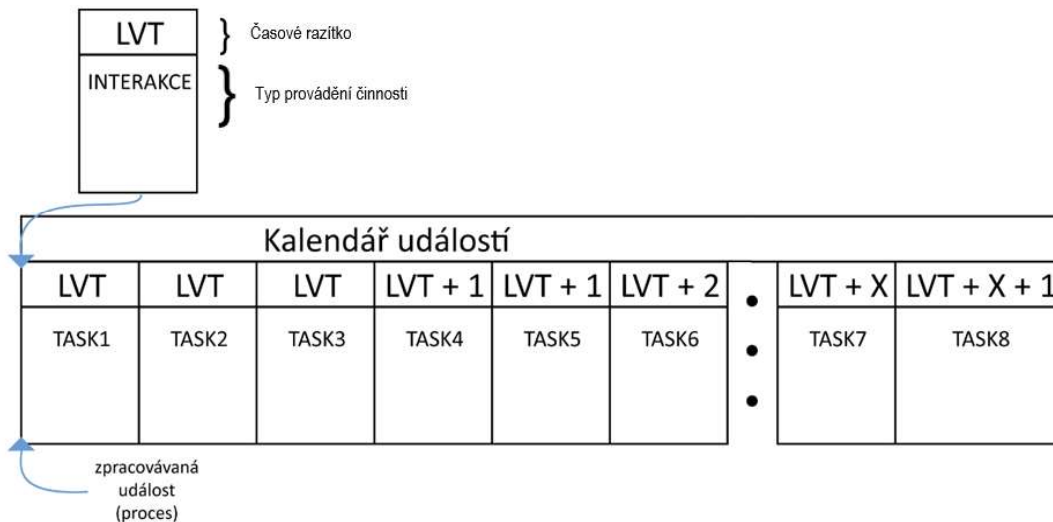 LVT
Časové razítko
INTERAKCE
Typ provádění činnosti
Kalendář událostí
LVT LVT LVT LVT + 1 LVT + 1 LVT + 2 LVT + X LVT + X + 1
TASK1 TASK2 TASK3 TASK4 TASK5 TASK6 TASK7 TASK8
zpracovávaná
událost
(proces)